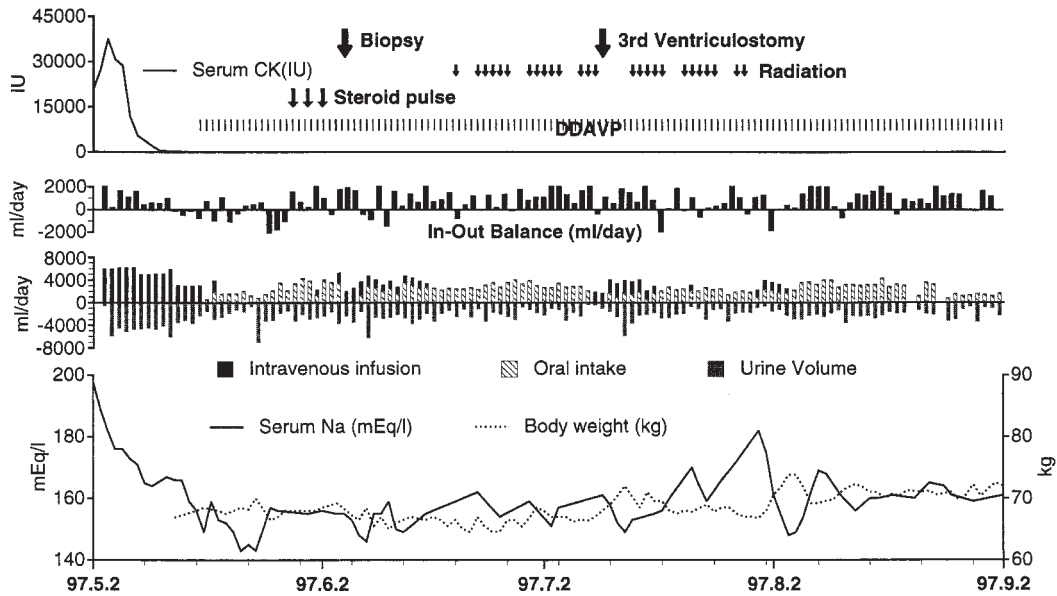 45000
30000
15000
0
IU
Serum CK(IU)
Biopsy
3rd Ventriculostomy
Radiation
Steroid pulse
DDAVP
2000
0
-2000
ml/day
In-Out Balance (ml/day)
8000
4000
0
-4000
-8000
ml/day
Intravenous infusion Oral intake Urine Volume
200
180
160
140
mEq/l
Serum Na (mEq/l) Body weight (kg)
90
80
70
60
kg
97.5.2 97.6.2 97.7.2 97.8.2 97.9.2